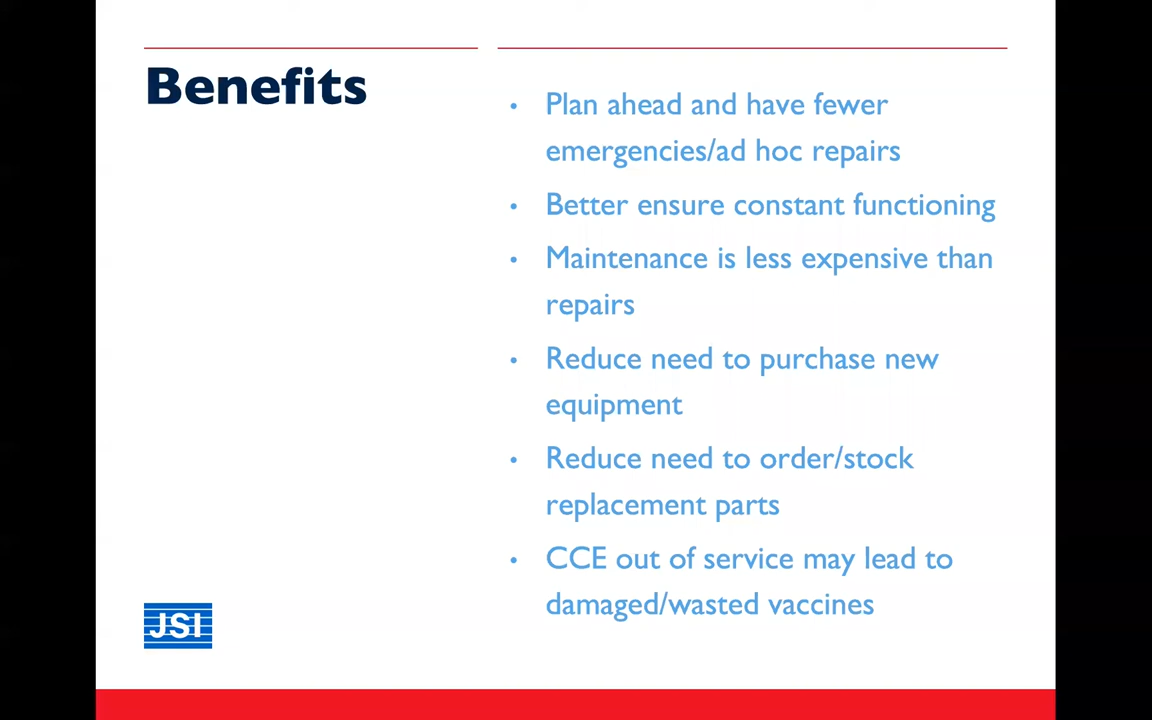 Benefits
• Plan ahead and have fewer
emergencies/ad hoc repairs
• Better ensure constant functioning
• Maintenance is less expensive than
repairs
• Reduce need to purchase new
equipment
• Reduce need to order/stock
replacement parts
• CCE out of service may lead to
damaged/wasted vaccines
JSI